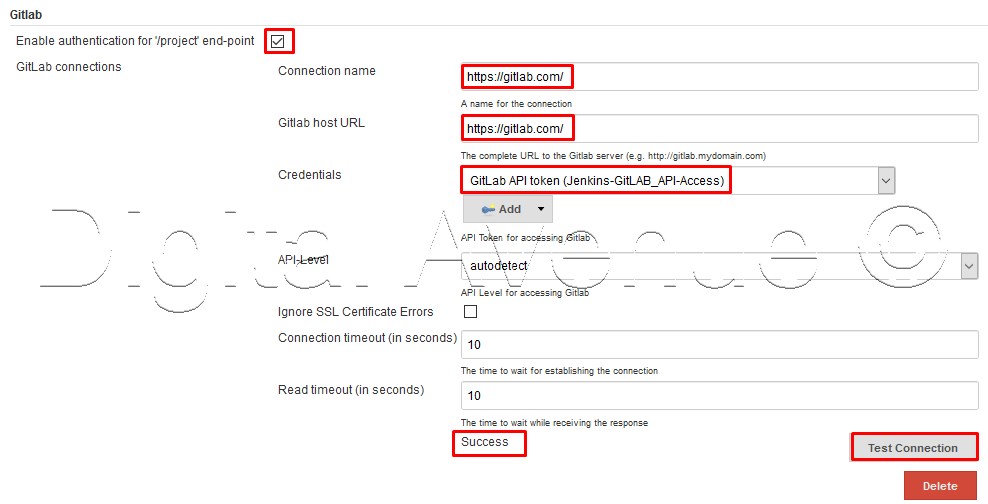 Gitlab
Enable authentication for '/project' end-point
GitLab connections
Connection name
https://gitlab.com/
A name for the connection
Gitlab host URL
https://gitlab.com/
The complete URL to the Gitlab server (e.g. http://gitlab.mydomain.com)
Credentials
GitLab API token (Jenkins-GitLAB_API-Access)
Add
API Token for accessing Gitlab
Digital Avenue ©
API Level
autodetect
API Level for accessing Gitlab
Ignore SSL Certificate Errors
Connection timeout (in seconds)
10
The time to wait for establishing the connection
Read timeout (in seconds)
10
The time to wait while receiving the response
Success
Test Connection
Delete